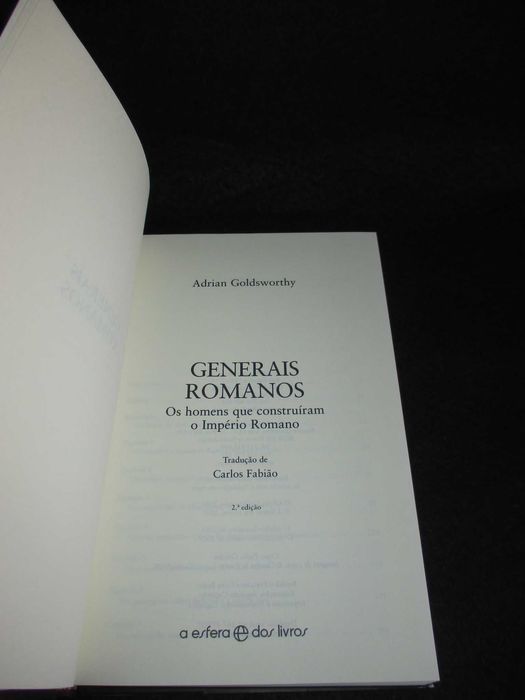 Adrian Goldsworthy
GENERAIS
ROMANOS
Os homens que construíram
o Império Romano
Tradução de
Carlos Fabião
2.ª edição
a esfera dos livros